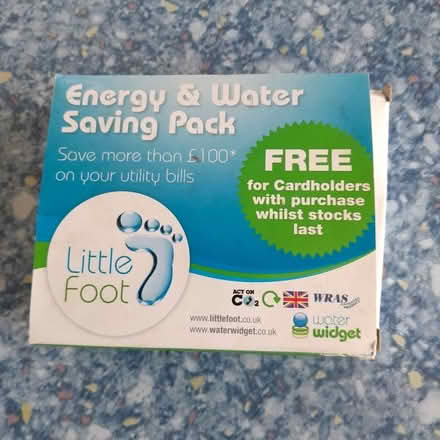 Energy & Water
Saving Pack
Save more than £100*
on your utility bills
FREE
for Cardholders
with purchase
whilst stocks
last
Little
Foot
ACT ON
CO2
WRAS
www.littlefoot.co.uk
www.waterwidget.co.uk
water
widget